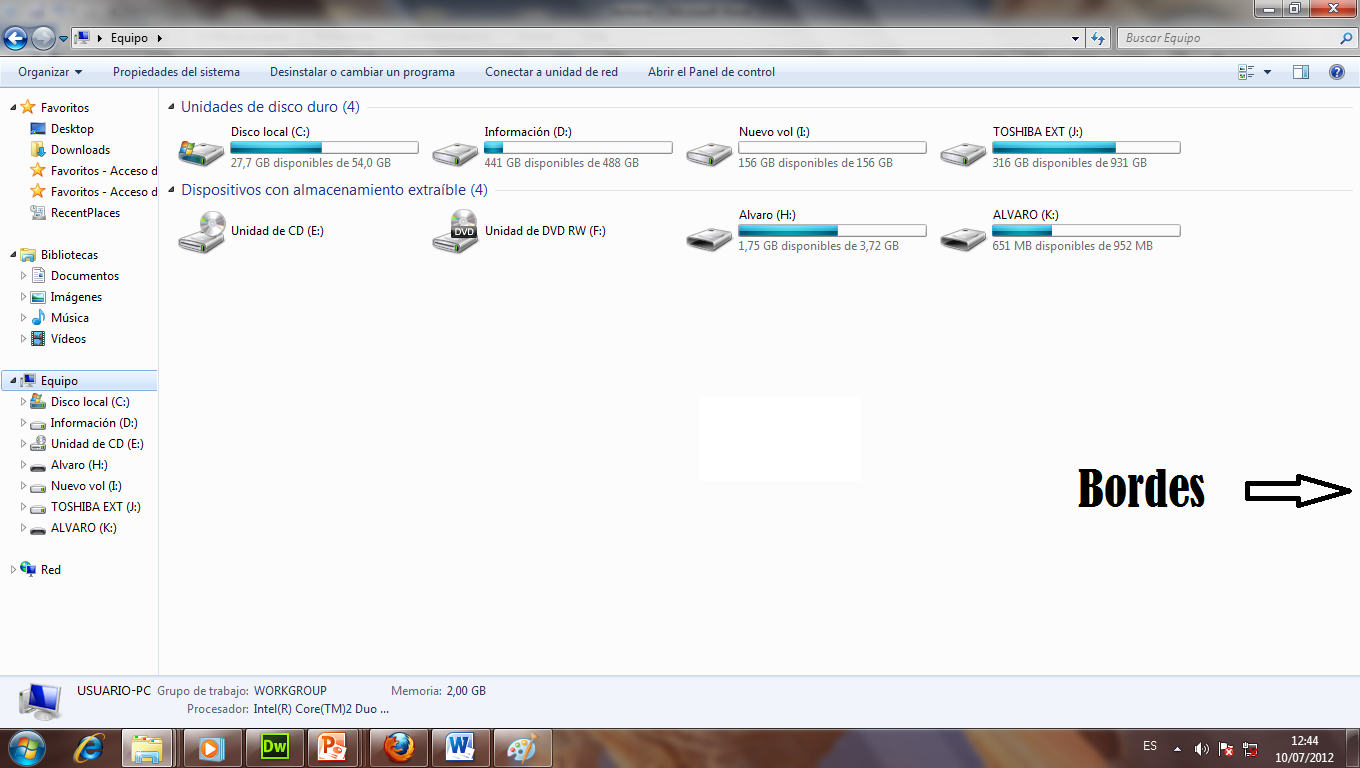 Equipo
Buscar Equipo
Organizar
Propiedades del sistema
Desinstalar o cambiar un programa
Conectar a unidad de red
Abrir el Panel de control
Favoritos
Desktop
Downloads
Favoritos - Acceso d
Favoritos - Acceso d
RecentPlaces
Bibliotecas
Documentos
Imágenes
Música
Vídeos
Equipo
Disco local (C:)
Información (D:)
Unidad de CD (E:)
Alvaro (H:)
Nuevo vol (I:)
TOSHIBA EXT (J:)
ALVARO (K:)
Red
Unidades de disco duro (4)
Disco local (C:)
27,7 GB disponibles de 54,0 GB
Información (D:)
441 GB disponibles de 488 GB
Nuevo vol (I:)
156 GB disponibles de 156 GB
TOSHIBA EXT (J:)
316 GB disponibles de 931 GB
Dispositivos con almacenamiento extraíble (4)
Unidad de CD (E:)
DVD
Unidad de DVD RW (F:)
Alvaro (H:)
1,75 GB disponibles de 3,72 GB
ALVARO (K:)
651 MB disponibles de 952 MB
Bordes
USUARIO-PC Grupo de trabajo: WORKGROUP Memoria: 2,00 GB
Procesador: Intel(R) Core(TM)2 Duo ...
Dw
P
W
ES
12:44
10/07/2012